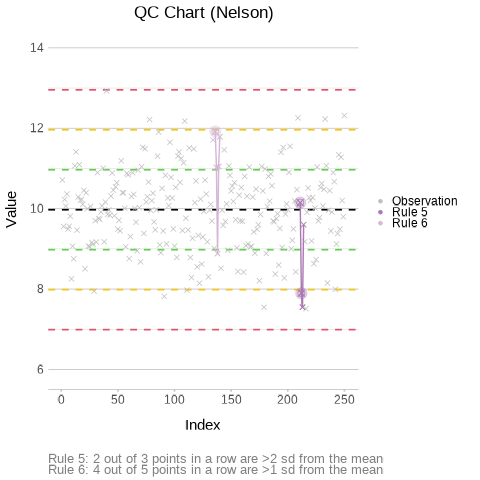 QC Chart (Nelson)
14
12
10
8
6
Value
0
50
100
150
200
250
Index
Observation
Rule 5
Rule 6
Rule 5: 2 out of 3 points in a row are >2 sd from the mean
Rule 6: 4 out of 5 points in a row are >1 sd from the mean